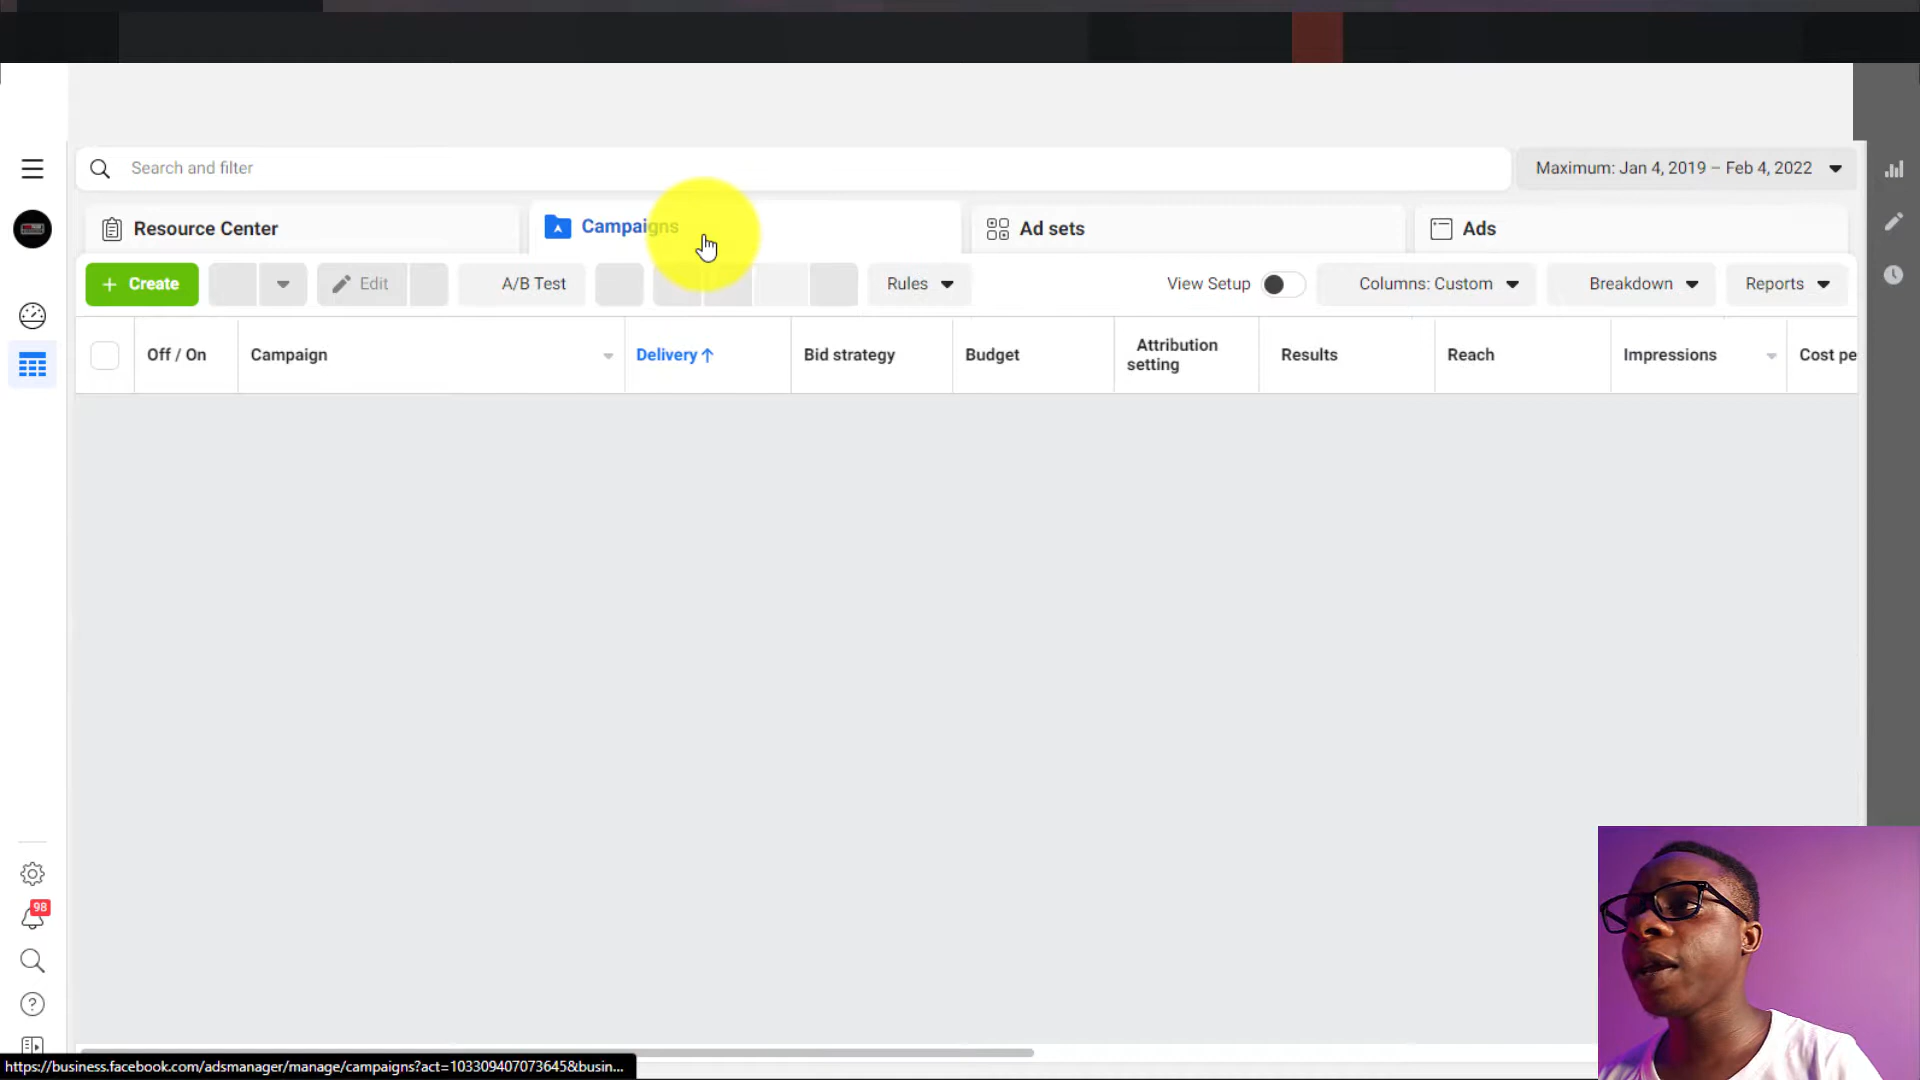 Search and filter
Maximum: Jan 4, 2019 – Feb 4, 2022
Resource Center
Campaigns
Ad sets
Ads
+ Create
Edit
A/B Test
Rules
View Setup
Columns: Custom
Breakdown
Reports
Off / On
Campaign
Delivery ↑
Bid strategy
Budget
Attribution
setting
Results
Reach
Impressions
Cost pe
98
https://business.facebook.com/adsmanager/manage/campaigns?act=103309407073645&busin...